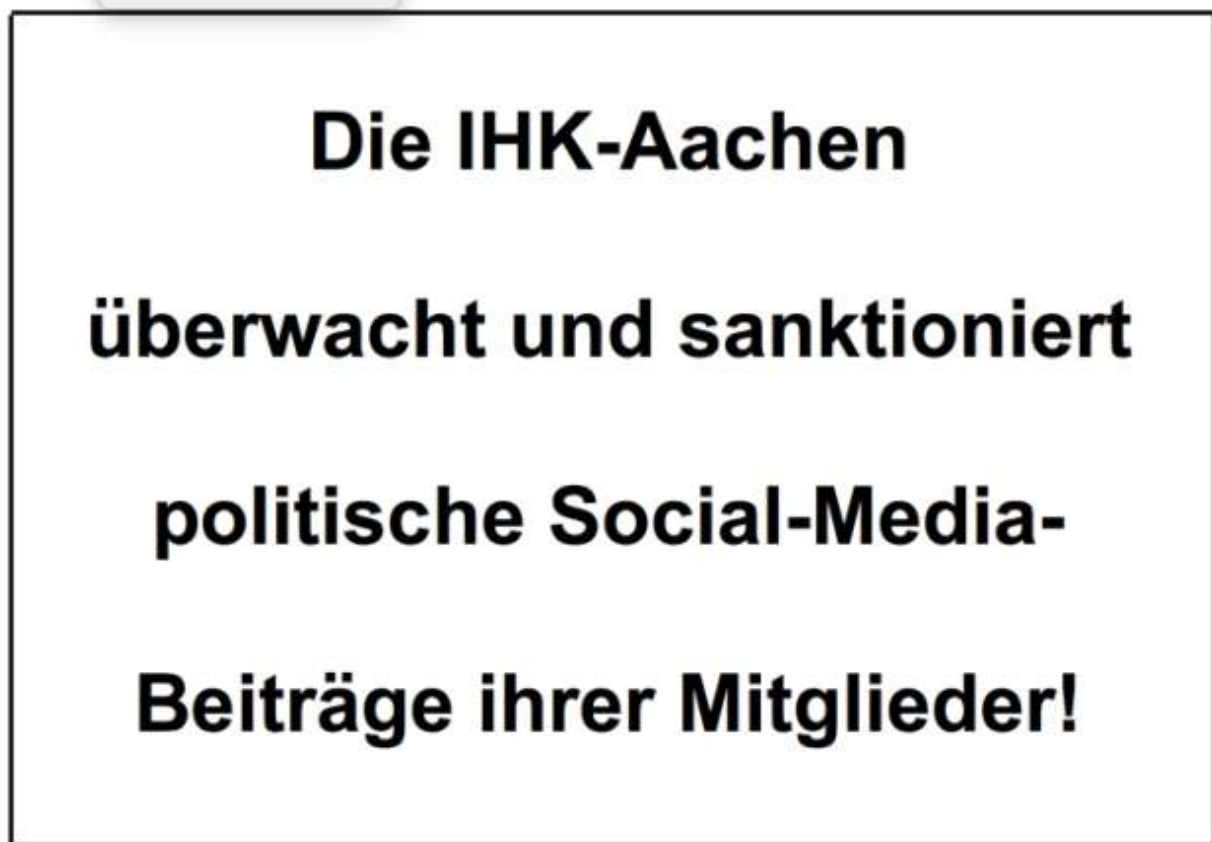 Die IHK-Aachen
überwacht und sanktioniert
politische Social-Media-
Beiträge ihrer Mitglieder!